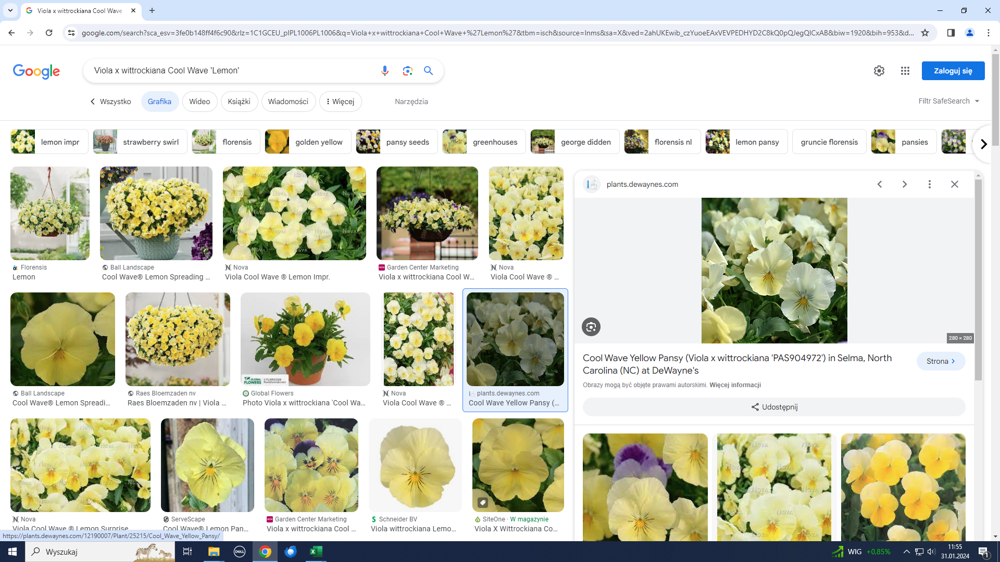 Viola x wittrockiana Cool Wave
google.com/search?sca_esv=3fe0b148ff4f6c90&rlz=1C1GCEU_plPL1006PL1006&q=Viola+x+wittrockiana+Cool+Wave+%27Lemon%27&tbm=isch&source=lnms&sa=X&ved=2ahUKEwib_czYuoeEAxVEVPEDHYD2C8kQ0pQJegQICxAB&biw=1920&bih=953&d...
Google
Viola x wittrockiana Cool Wave 'Lemon'
Zaloguj się
Wszystko Grafika Wideo Książki Wiadomości Więcej Narzędzia
Filtr SafeSearch
lemon impr strawberry swirl florensis golden yellow pansy seeds greenhouses george didden florensis nl lemon pansy gruncie florensis pansies
plants.dewaynes.com
Florensis Ball Landscape Nova Garden Center Marketing Nova
Lemon Cool Wave® Lemon Spreading ... Viola Cool Wave ® Lemon Impr. Viola x wittrockiana Cool W... Viola Cool Wave ® ...
280 × 280
Cool Wave Yellow Pansy (Viola x wittrockiana 'PAS904972') in Selma, North
Carolina (NC) at DeWayne's
Strona
Obrazy mogą być objęte prawami autorskimi. Więcej informacji
Udostępnij
GLOBAL
FLOWERS
FLORICODE
Ball Landscape Raes Bloemzaden nv Global Flowers Nova plants.dewaynes.com
Cool Wave® Lemon Spreadi... Raes Bloemzaden nv | Viola ... Photo Viola x wittrockiana 'Cool Wa... Viola Cool Wave ® ... Cool Wave Yellow Pansy (...
Nova ServeScape Garden Center Marketing Schneider BV SiteOne · W magazynie
Viola Cool Wave ® Lemon Surprise Cool Wave® Lemon Pan... Viola x wittrockiana Cool ... Viola wittrockiana Lemo... Viola X Wittrockiana Co...
https://plants.dewaynes.com/12190007/Plant/25215/Cool_Wave_Yellow_Pansy/
Wyszukaj
DELL
WIG +0,85%
11:55
31.01.2024
1